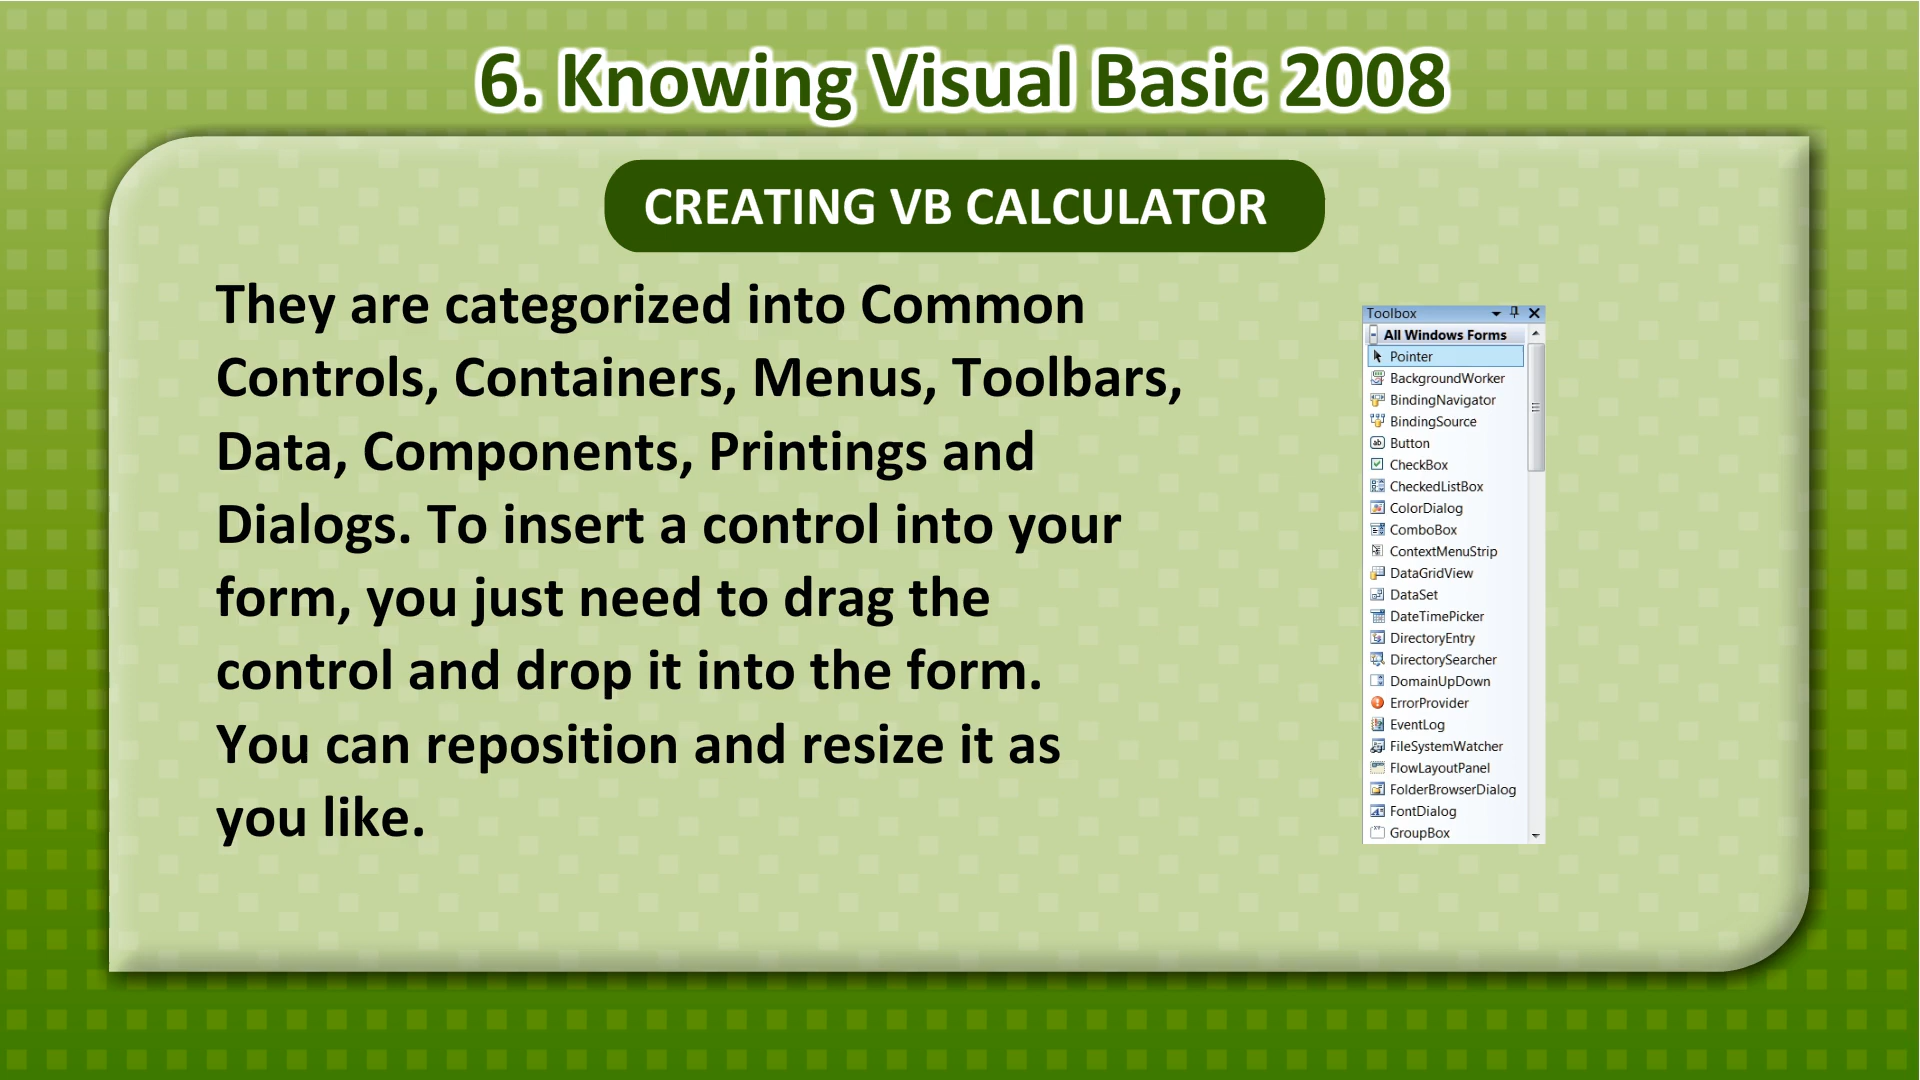 6. Knowing Visual Basic 2008
CREATING VB CALCULATOR
They are categorized into Common
Controls, Containers, Menus, Toolbars,
Data, Components, Printings and
Dialogs. To insert a control into your
form, you just need to drag the
control and drop it into the form.
You can reposition and resize it as
you like.
Toolbox
All Windows Forms
Pointer
BackgroundWorker
BindingNavigator
BindingSource
Button
CheckBox
CheckedListBox
ColorDialog
ComboBox
ContextMenuStrip
DataGridView
DataSet
DateTimePicker
DirectoryEntry
DirectorySearcher
DomainUpDown
ErrorProvider
EventLog
FileSystemWatcher
FlowLayoutPanel
FolderBrowserDialog
FontDialog
GroupBox